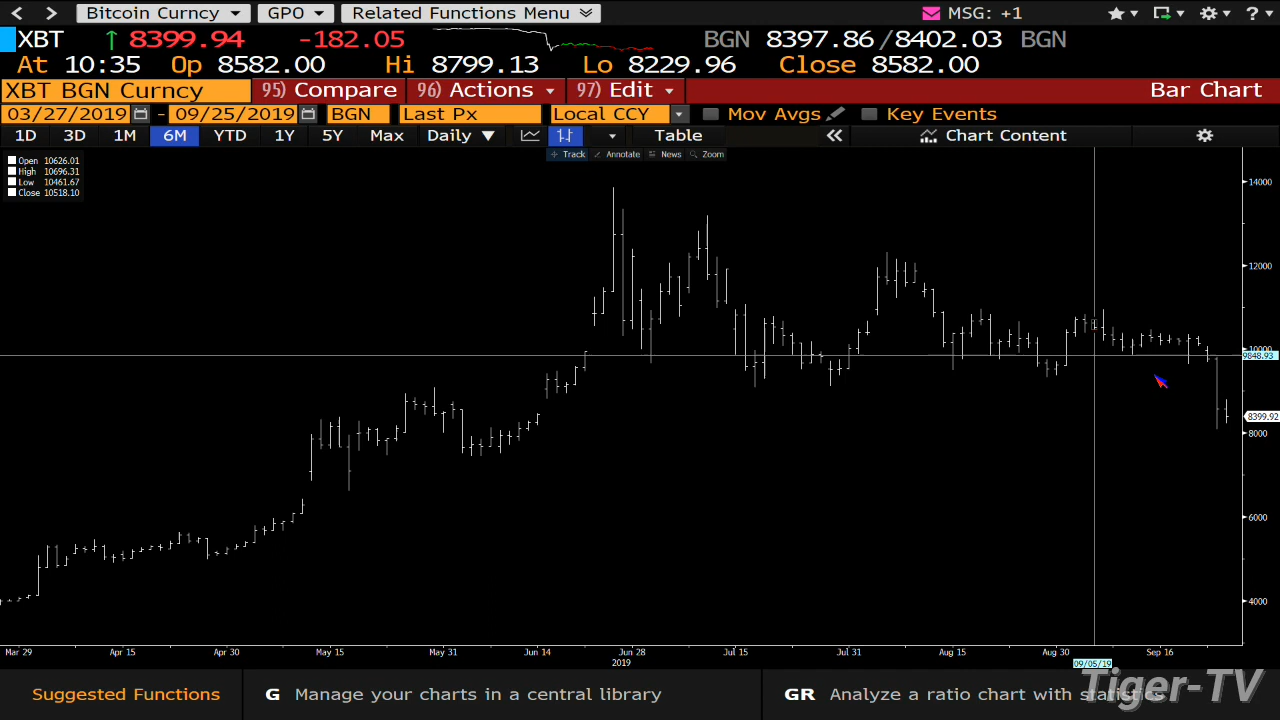 Bitcoin Curncy GPO Related Functions Menu MSG: +1 ?
XBT ↑ 8399.94 -182.05 BGN 8397.86/8402.03 BGN
At 10:35 Op 8582.00 Hi 8799.13 Lo 8229.96 Close 8582.00
XBT BGN Curncy 95) Compare 96) Actions 97) Edit Bar Chart
03/27/2019 - 09/25/2019 BGN Last Px Local CCY Mov Avgs Key Events
1D 3D 1M 6M YTD 1Y 5Y Max Daily ▼ Table « Chart Content
Track Annotate News Zoom
Open 10626.01
High 10696.31
Low 10461.67
Close 10518.10
14000
12000
10000
9848.93
8399.92
8000
6000
4000
Mar 29 Apr 15 Apr 30 May 15 May 31 Jun 14 Jun 28 Jul 15 Jul 31 Aug 15 Aug 30 Sep 16
2019 09/05/19
Suggested Functions G Manage your charts in a central library GR Analyze a ratio chart with statistics
Tiger-TV